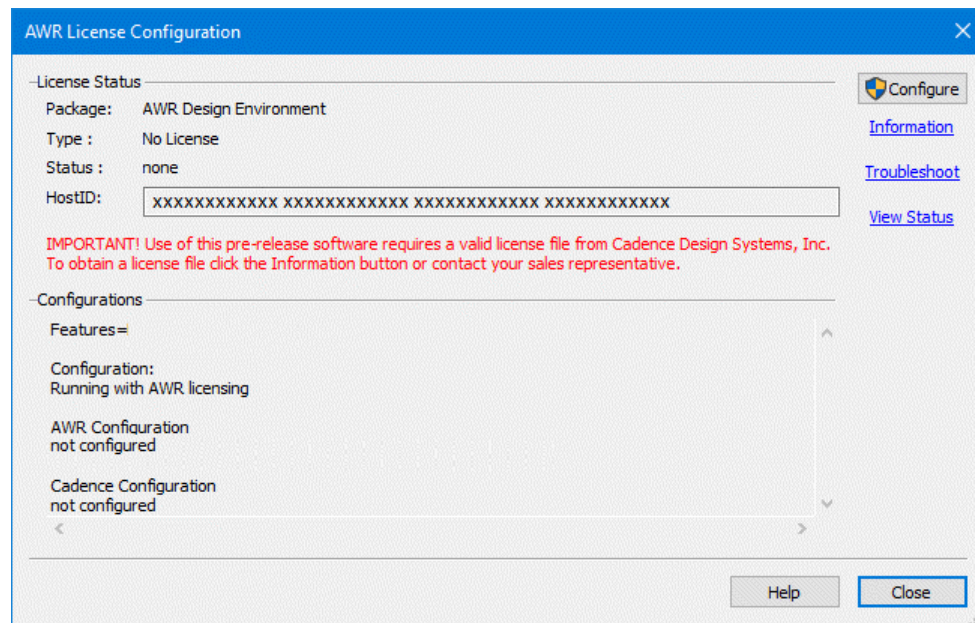 AWR License Configuration
License Status
Configure
Package: AWR Design Environment
Information
Type : No License
Status : none
Troubleshoot
HostID: XXXXXXXXXXXX XXXXXXXXXXXX XXXXXXXXXXXX XXXXXXXXXXXX
View Status
IMPORTANT! Use of this pre-release software requires a valid license file from Cadence Design Systems, Inc.
To obtain a license file click the Information button or contact your sales representative.
Configurations
Features=
Configuration:
Running with AWR licensing
AWR Configuration
not configured
Cadence Configuration
not configured
Help
Close